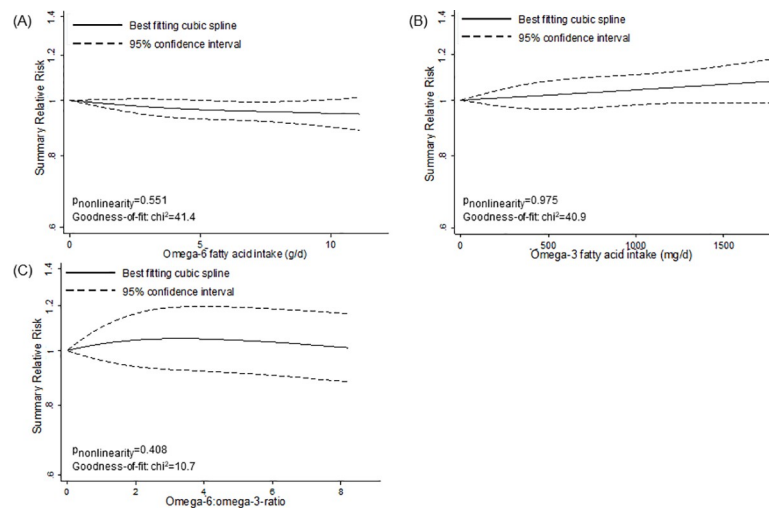 (A)
1.4
1.2
1
.8
.6
Summary Relative Risk
Best fitting cubic spline
95% confidence interval
pnonlinearity=0.551
Goodness-of-fit: chi²=41.4
0
5
10
Omega-6 fatty acid intake (g/d)
(B)
1.4
1.2
1
.8
.6
Summary Relative Risk
Best fitting cubic spline
95% confidence interval
pnonlinearity=0.975
Goodness-of-fit: chi²=40.9
0
500
1000
1500
Omega-3 fatty acid intake (mg/d)
(C)
1.4
1.2
1
.8
.6
Summary Relative Risk
Best fitting cubic spline
95% confidence interval
pnonlinearity=0.408
Goodness-of-fit: chi²=10.7
0
2
4
6
8
Omega-6:omega-3-ratio